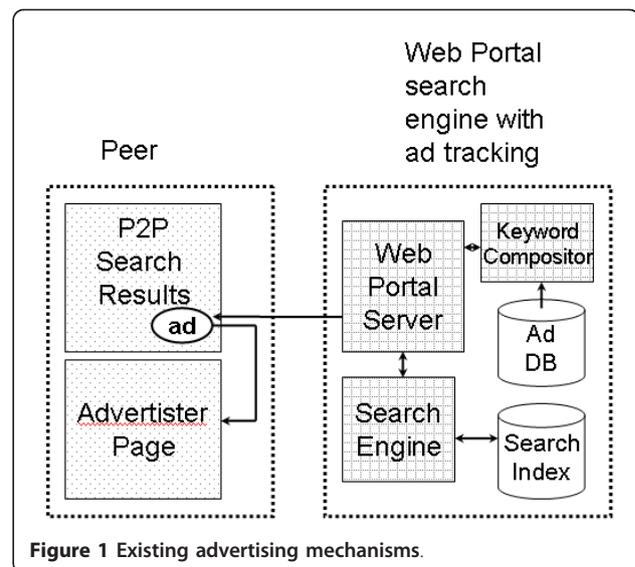 Web Portal
search
engine with
ad tracking
Peer
P2P
Search
Results
ad
Advertister
Page
Web
Portal
Server
Keyword
Compositor
Ad
DB
Search
Engine
Search
Index
Figure 1 Existing advertising mechanisms.